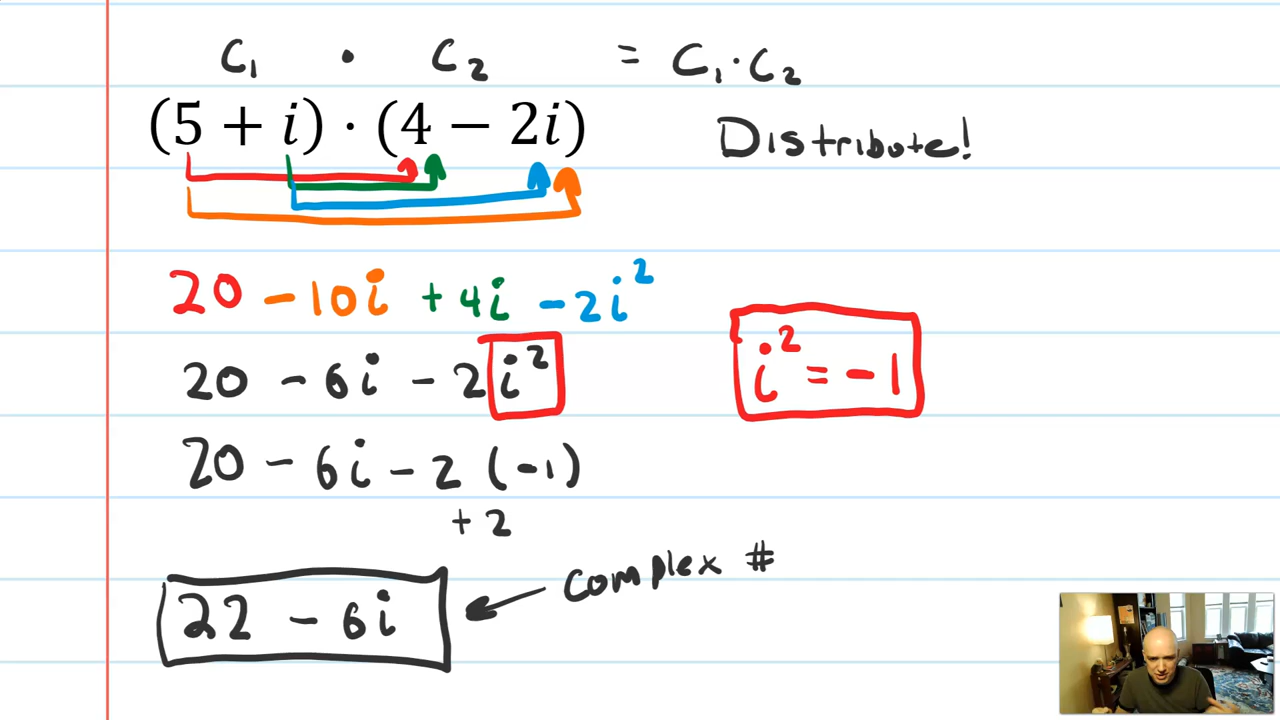 C₁ · C₂ = C₁·C₂
(5 + i) · (4 − 2i) Distribute!
20 − 10i + 4i − 2i²
20 − 6i − 2i² i² = −1
20 − 6i − 2 (−1)
+ 2
22 − 6i Complex #